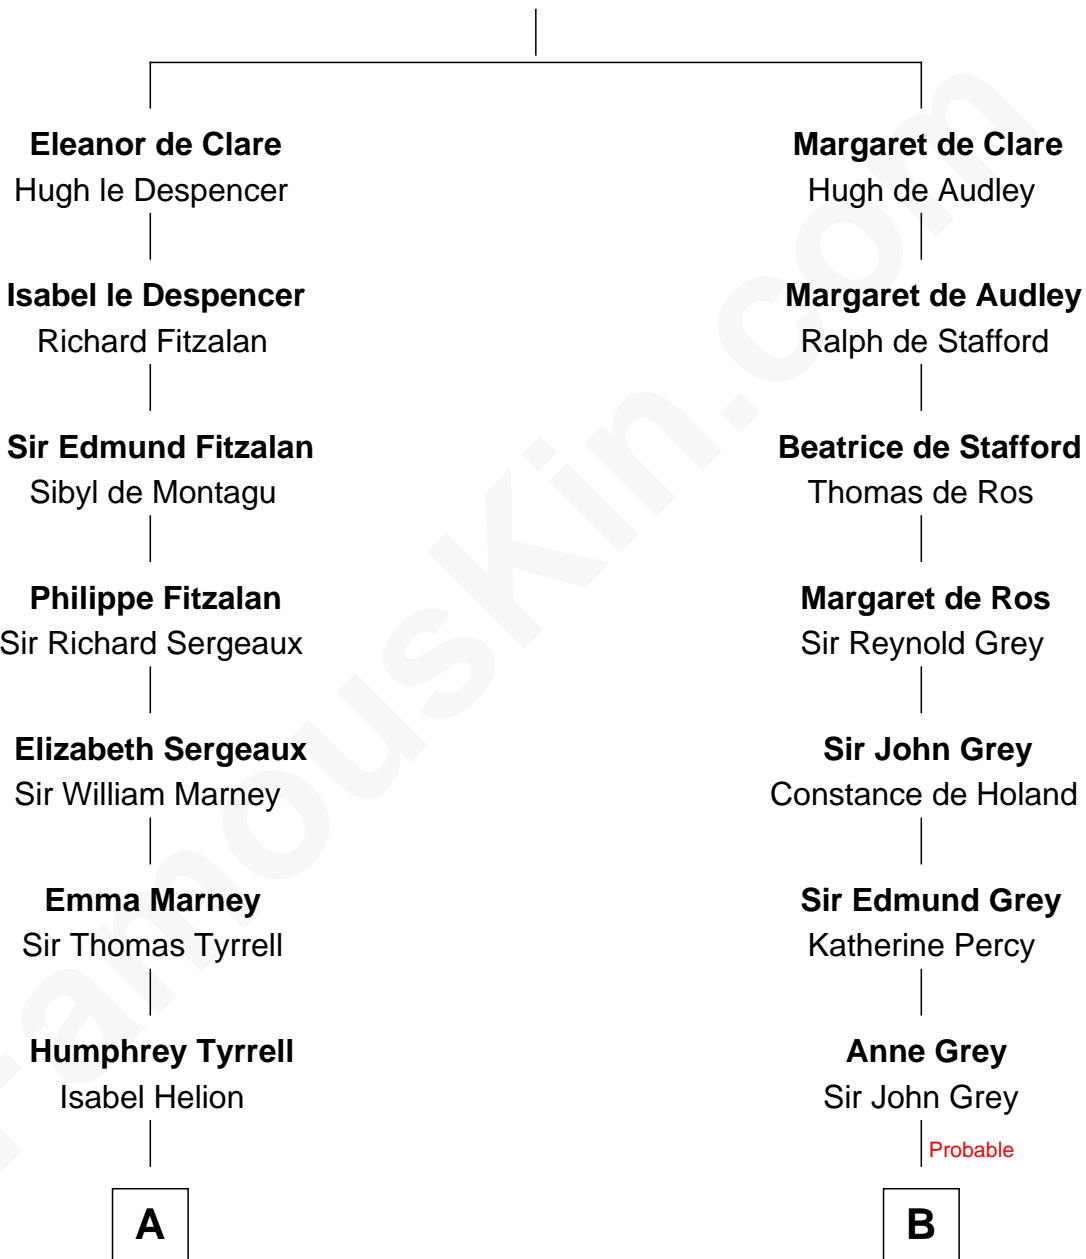 Eleanor de Clare
Hugh le Despencer
Isabel le Despencer
Richard Fitzalan
Sir Edmund Fitzalan
Sibyl de Montagu
Philippe Fitzalan
Sir Richard Sergeaux
Elizabeth Sergeaux
Sir William Marney
Emma Marney
Sir Thomas Tyrrell
Humphrey Tyrrell
Isabel Helion
A
Margaret de Clare
Hugh de Audley
Margaret de Audley
Ralph de Stafford
Beatrice de Stafford
Thomas de Ros
Margaret de Ros
Sir Reynold Grey
Sir John Grey
Constance de Holand
Sir Edmund Grey
Katherine Percy
Anne Grey
Sir John Grey
Probable
B
FamousKin.com